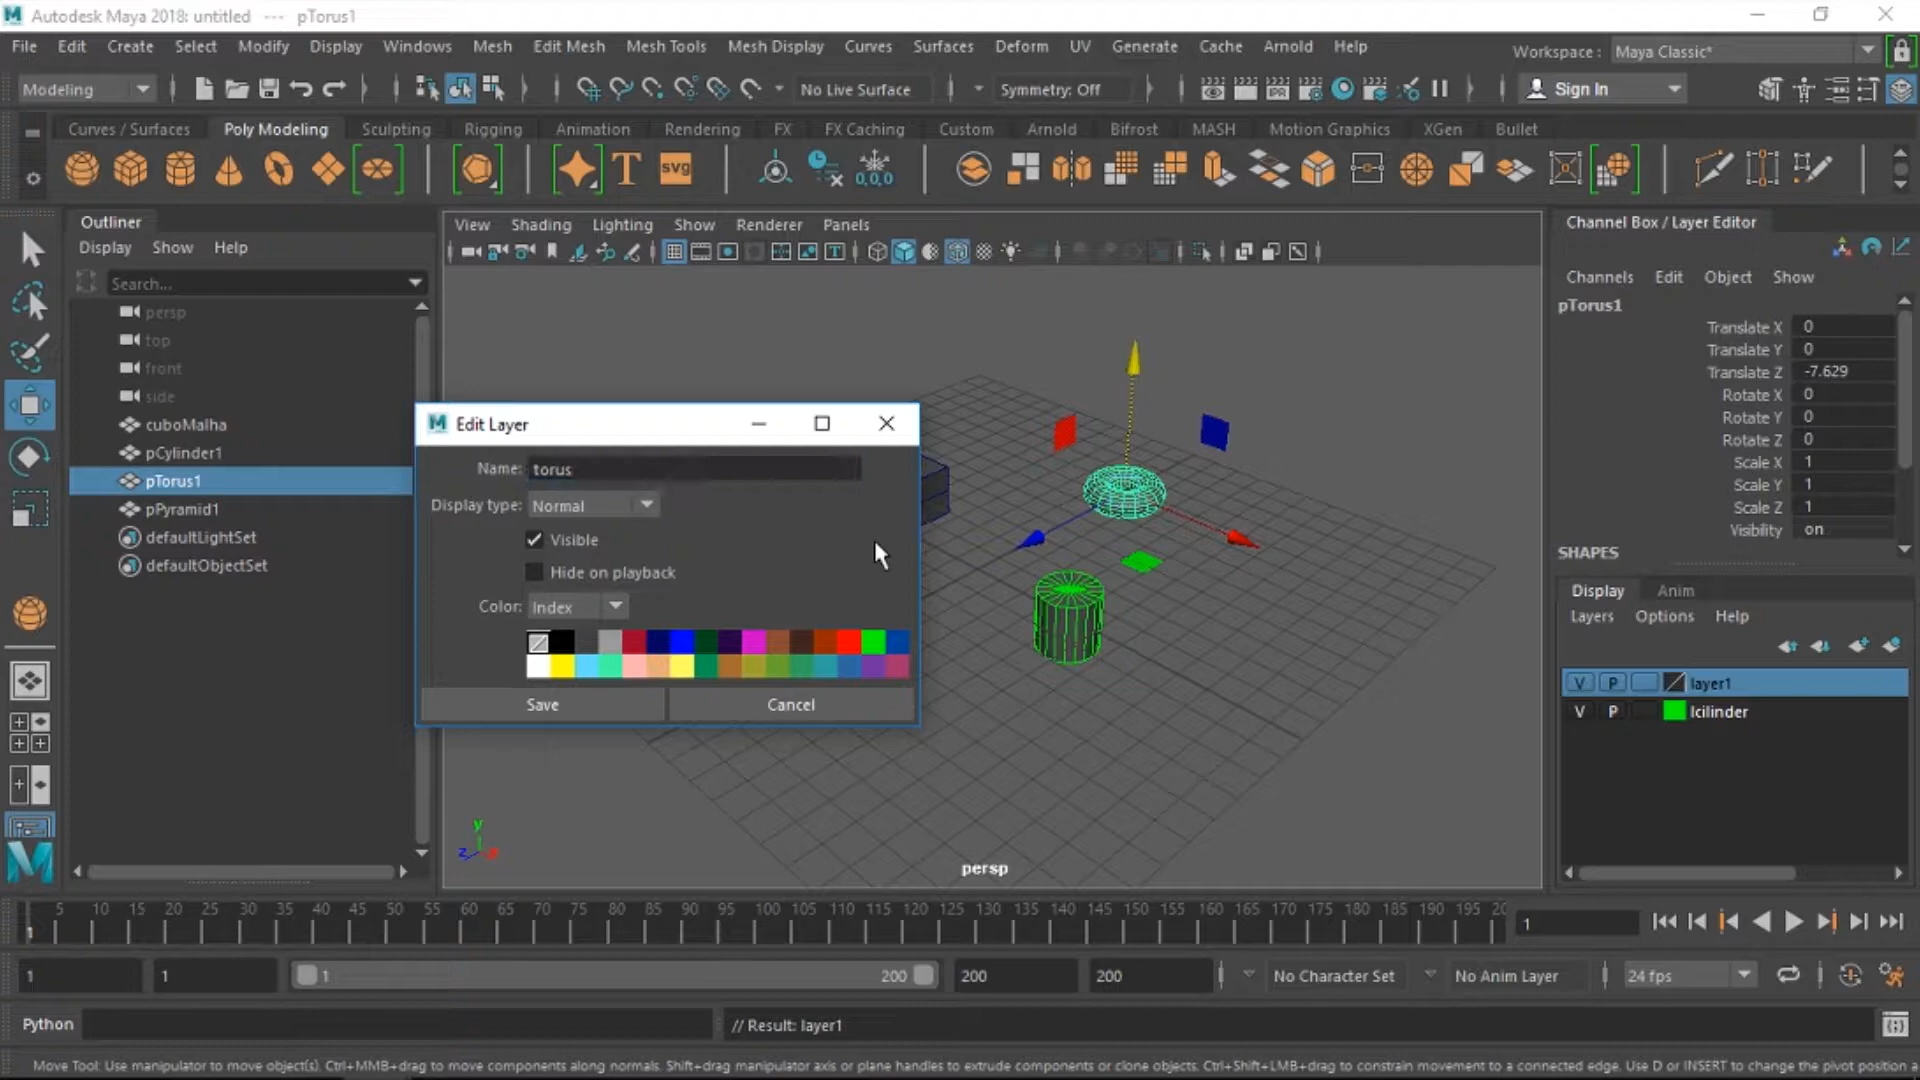 Autodesk Maya 2018: untitled --- pTorus1
File Edit Create Select Modify Display Windows Mesh Edit Mesh Mesh Tools Mesh Display Curves Surfaces Deform UV Generate Cache Arnold Help
Workspace : Maya Classic*
Modeling
No Live Surface
Symmetry: Off
IPR
Sign In
Curves / Surfaces Poly Modeling Sculpting Rigging Animation Rendering FX FX Caching Custom Arnold Bifrost MASH Motion Graphics XGen Bullet
T
svg
0,0,0
Outliner
Display Show Help
Search...
persp
top
front
side
cuboMalha
pCylinder1
pTorus1
pPyramid1
defaultLightSet
defaultObjectSet
View Shading Lighting Show Renderer Panels
Edit Layer
Name: torus
Display type: Normal
Visible
Hide on playback
Color: Index
Save Cancel
y
z x
persp
Channel Box / Layer Editor
Channels Edit Object Show
pTorus1
Translate X 0
Translate Y 0
Translate Z -7.629
Rotate X 0
Rotate Y 0
Rotate Z 0
Scale X 1
Scale Y 1
Scale Z 1
Visibility on
SHAPES
Display Anim
Layers Options Help
V P layer1
V P lcilinder
5 10 15 20 25 30 35 40 45 50 55 60 65 70 75 80 85 90 95 100 105 110 115 120 125 130 135 140 145 150 155 160 165 170 175 180 185 190 195 20
1
1
1 1 1 200 200 200
No Character Set
No Anim Layer
24 fps
Python
// Result: layer1
Move Tool: Use manipulator to move object(s). Ctrl+MMB+drag to move components along normals. Shift+drag manipulator axis or plane handles to extrude components or clone objects. Ctrl+Shift+LMB+drag to constrain movement to a connected edge. Use D or INSERT to change the pivot position a